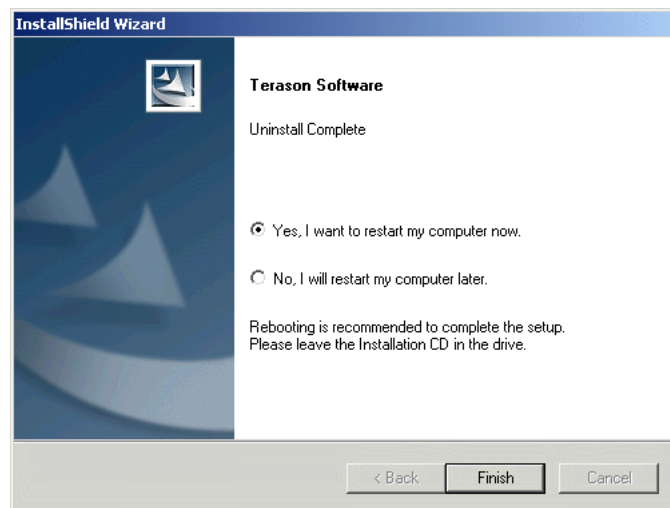 InstallShield Wizard
Terason Software
Uninstall Complete
Yes, I want to restart my computer now.
No, I will restart my computer later.
Rebooting is recommended to complete the setup.
Please leave the Installation CD in the drive.
< Back Finish Cancel